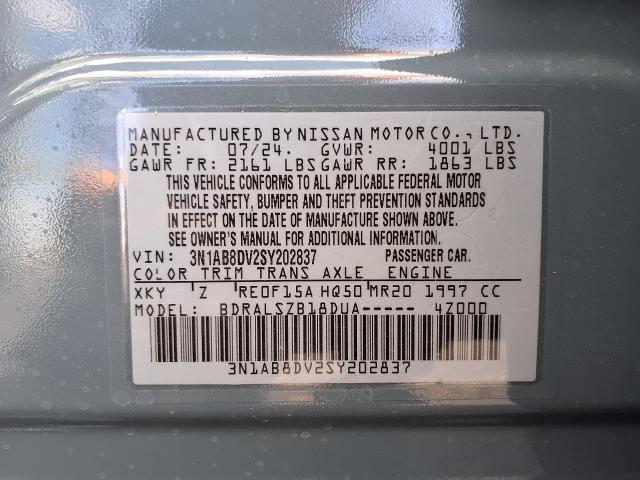 MANUFACTURED BY NISSAN MOTOR CO., LTD.
DATE: 07/24. GVWR: 4001 LBS
GAWR FR: 2161 LBS GAWR RR: 1863 LBS
THIS VEHICLE CONFORMS TO ALL APPLICABLE FEDERAL MOTOR
VEHICLE SAFETY, BUMPER AND THEFT PREVENTION STANDARDS
IN EFFECT ON THE DATE OF MANUFACTURE SHOWN ABOVE.
SEE OWNER'S MANUAL FOR ADDITIONAL INFORMATION.
VIN: 3N1AB8DV2SY202837 PASSENGER CAR.
COLOR TRIM TRANS AXLE ENGINE
XKY Z RE0F15A HQ50 MR20 1997 CC
MODEL: BDRALSZB18DUA----- 4Z000
3N1AB8DV2SY202837